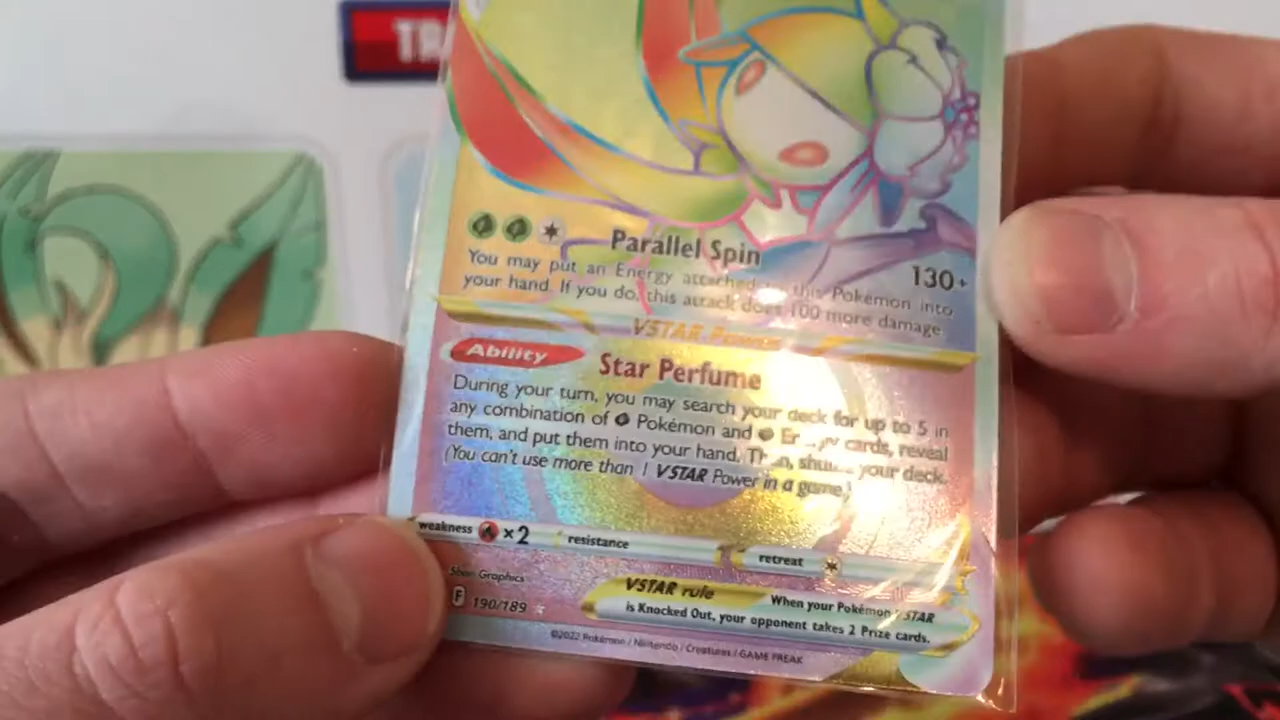 TR
Parallel Spin
130+
You may put an Energy attached this Pokémon into
your hand. If you do, this attack does 100 more damage.
VSTAR Power
Ability
Star Perfume
During your turn, you may search your deck for up to 5 in
any combination of Pokémon and cards, reveal
them, and put them into your hand. your deck.
(You can't use more than 1 VSTAR Power in a game.)
weakness ×2 resistance retreat
Graphics
F 190/189
VSTAR rule When your Pokémon VSTAR
is Knocked Out, your opponent takes 2 Prize cards.
©2022 Pokémon / Nintendo / Creatures / GAME FREAK